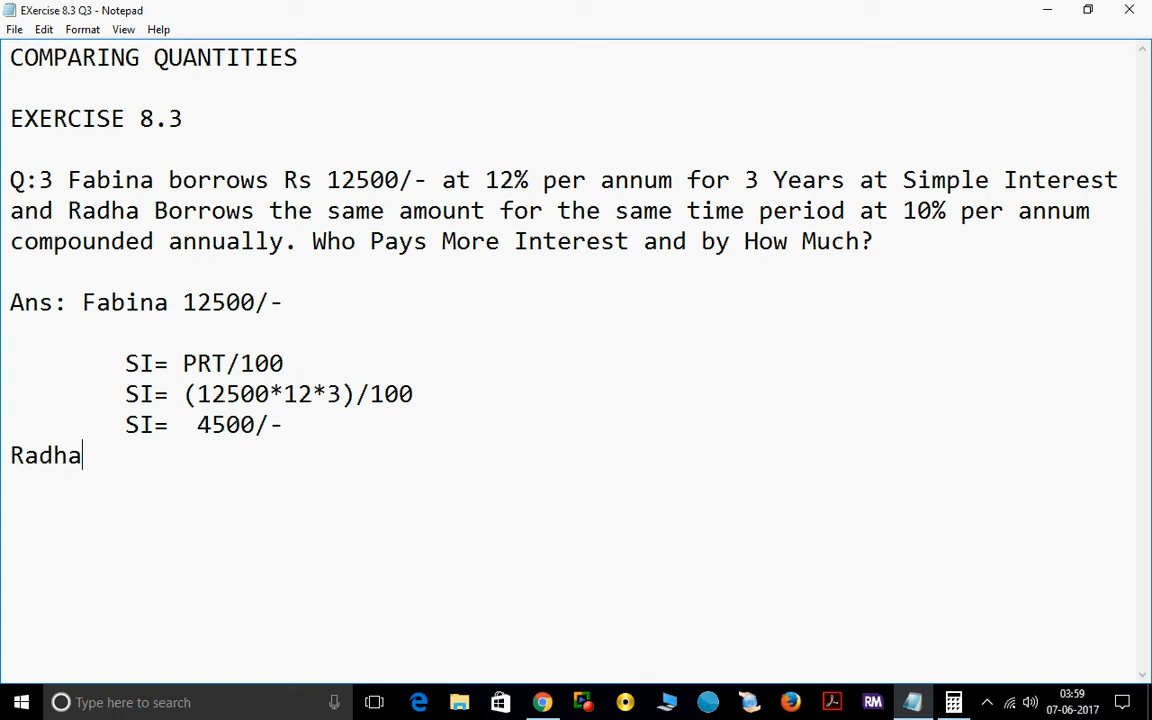 EXercise 8.3 Q3 - Notepad
File Edit Format View Help
COMPARING QUANTITIES
EXERCISE 8.3
Q:3 Fabina borrows Rs 12500/- at 12% per annum for 3 Years at Simple Interest
and Radha Borrows the same amount for the same time period at 10% per annum
compounded annually. Who Pays More Interest and by How Much?
Ans: Fabina 12500/-
SI= PRT/100
SI= (12500*12*3)/100
SI= 4500/-
Radha
Type here to search
RM
03:59
07-06-2017